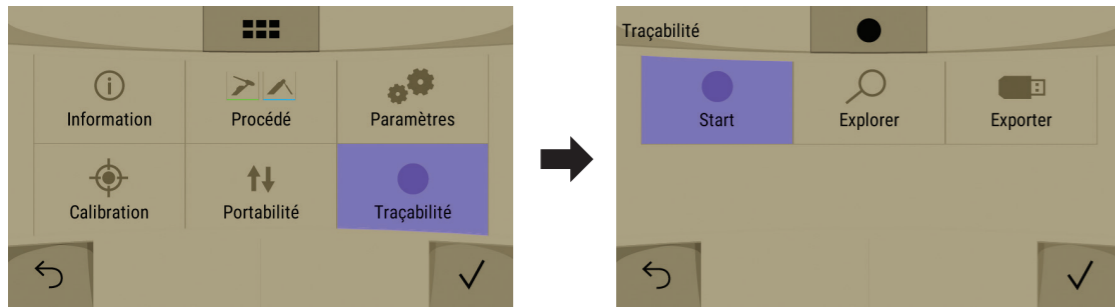 Information
Procédé
Paramètres
Calibration
Portabilité
Traçabilité
Traçabilité
Start
Explorer
Exporter